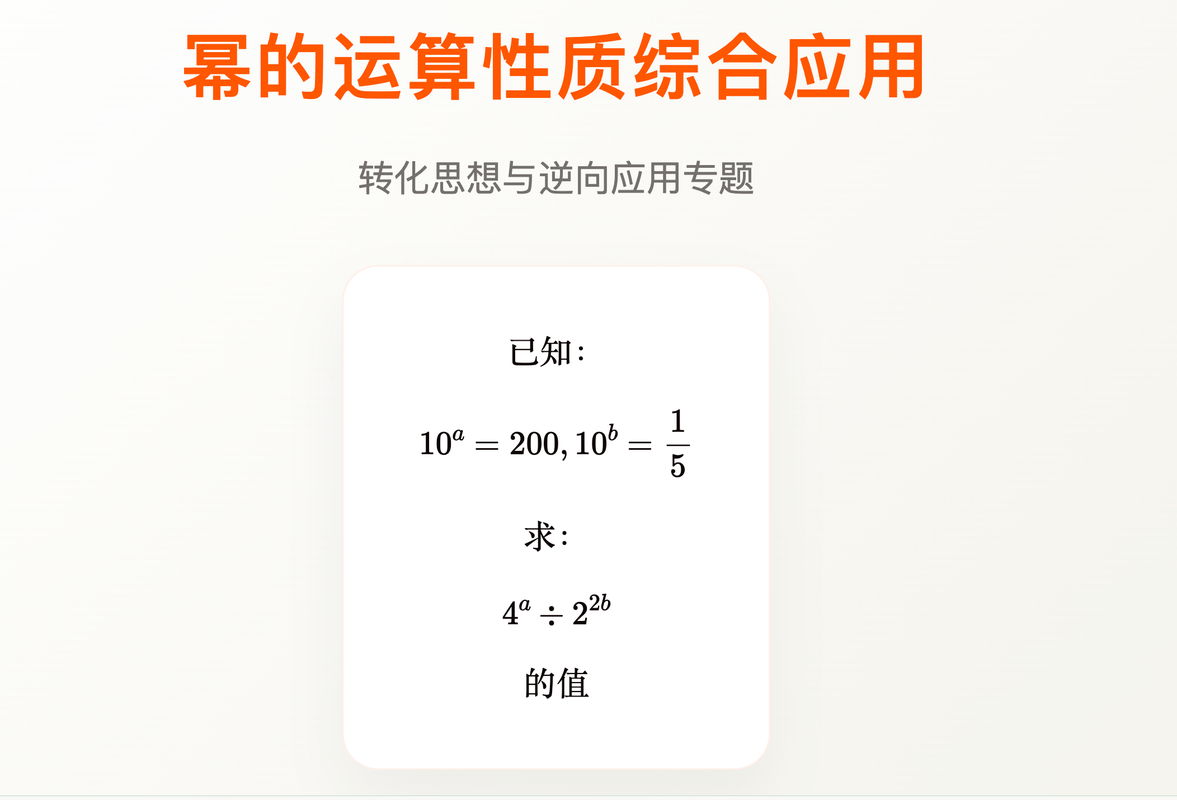 幂的运算性质综合应用
转化思想与逆向应用专题
已知：
10^a = 200, 10^b = 1/5
求：
4^a ÷ 2^{2b}
的值